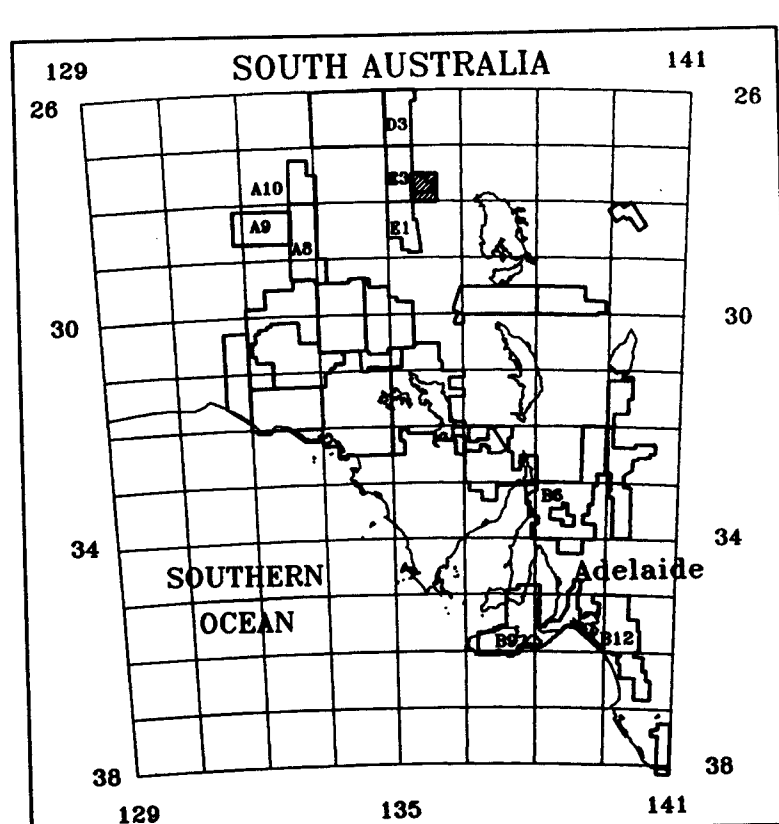 129 SOUTH AUSTRALIA 141
26 26
D3
A10 E3
A9 E1
A8
30 30
B6
34 34
SOUTHERN Adelaide
OCEAN
B9 B12
38 38
129 135 141